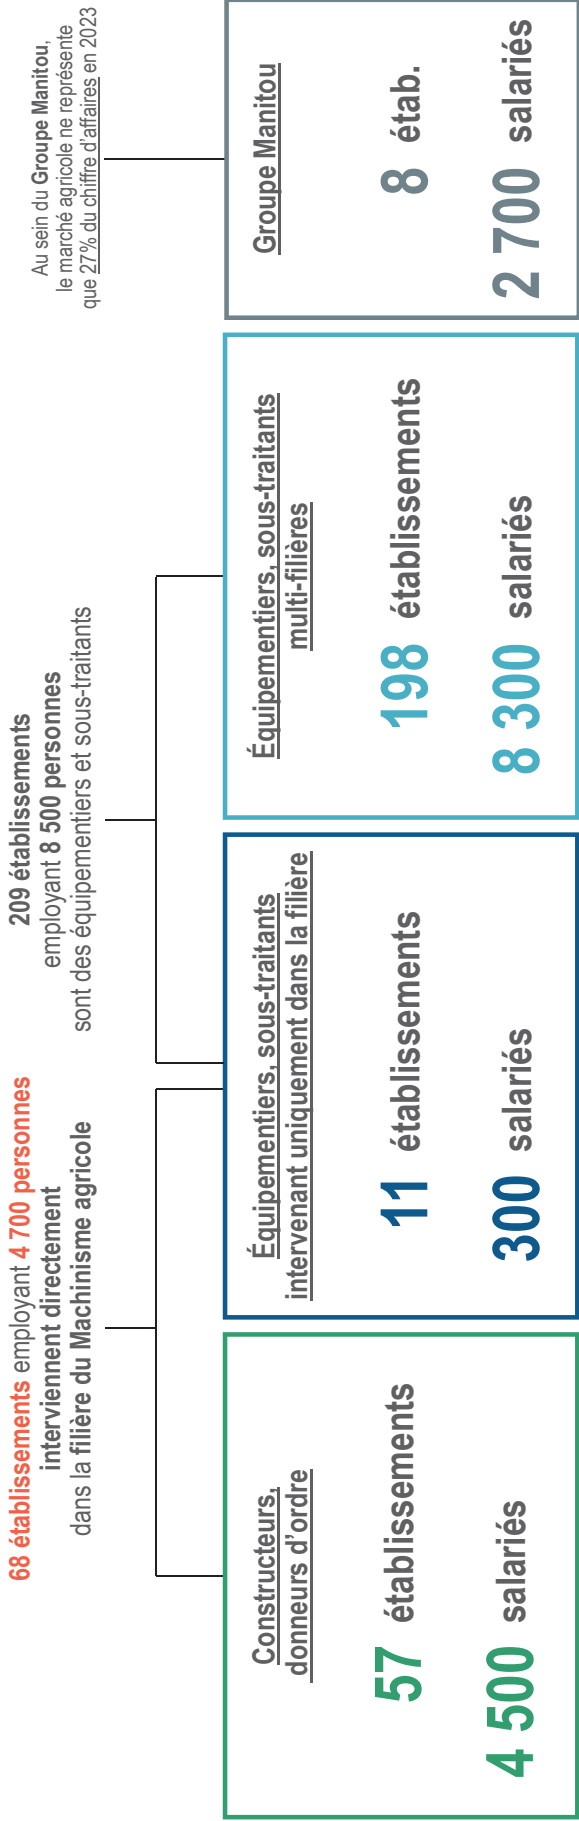 68 établissements employant 4 700 personnes
interviennent directement
dans la filière du Machinisme agricole
209 établissements
employant 8 500 personnes
sont des équipementiers et sous-traitants
Au sein du Groupe Manitou,
le marché agricole ne représente
que 27% du chiffre d'affaires en 2023
Constructeurs,
donneurs d'ordre
57 établissements
4 500 salariés
Équipementiers, sous-traitants
intervenant uniquement dans la filière
11 établissements
300 salariés
Équipementiers, sous-traitants
multi-filières
198 établissements
8 300 salariés
Groupe Manitou
8 étab.
2 700 salariés